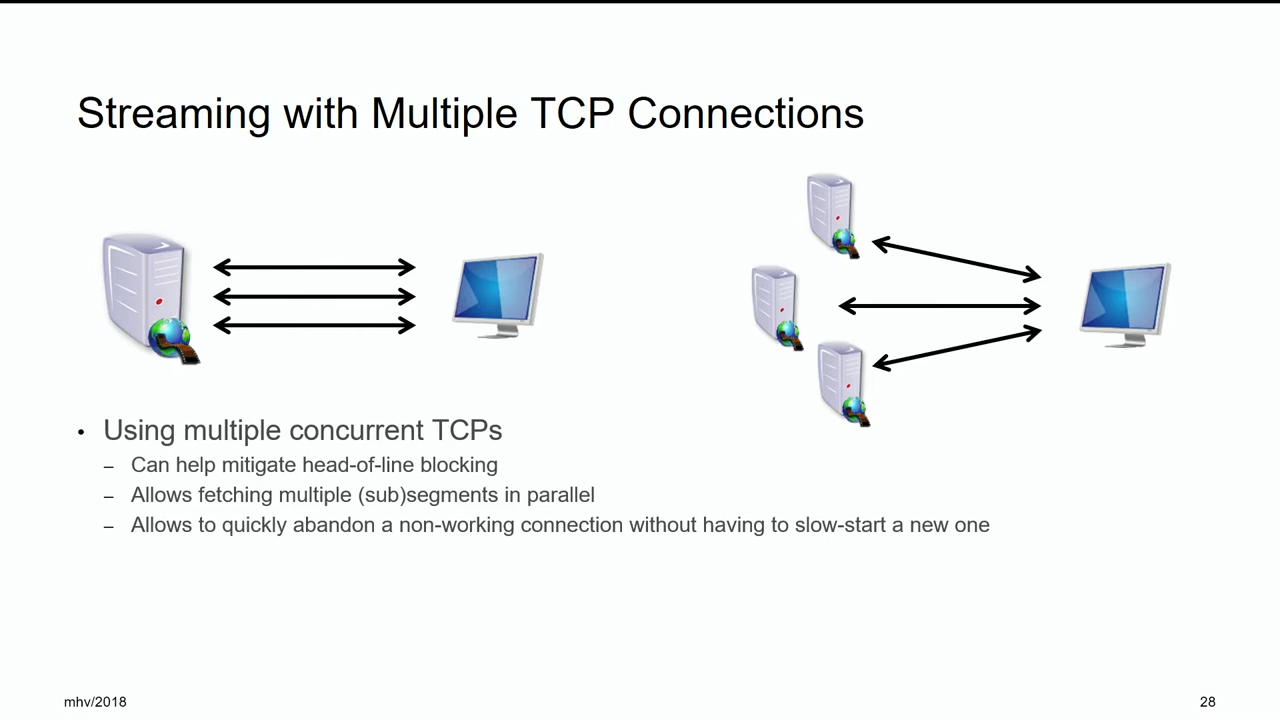 Streaming with Multiple TCP Connections
• Using multiple concurrent TCPs
– Can help mitigate head-of-line blocking
– Allows fetching multiple (sub)segments in parallel
– Allows to quickly abandon a non-working connection without having to slow-start a new one
mhv/2018
28